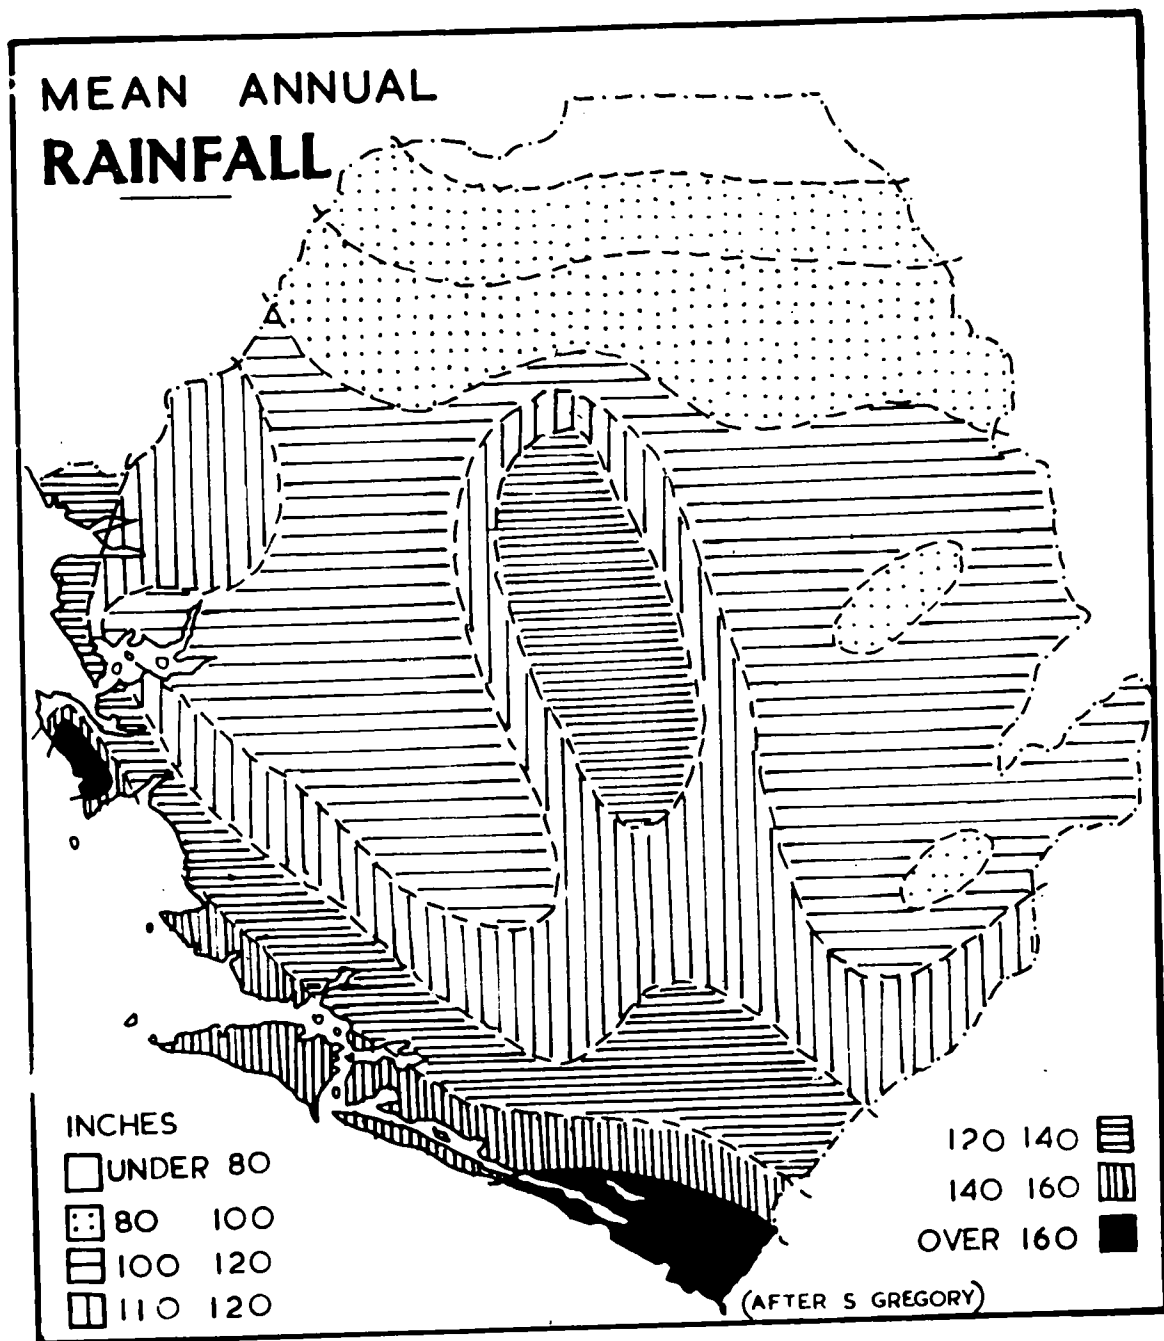 MEAN ANNUAL
RAINFALL
INCHES
UNDER 80
80 100
100 120
110 120
120 140
140 160
OVER 160
(AFTER S GREGORY)